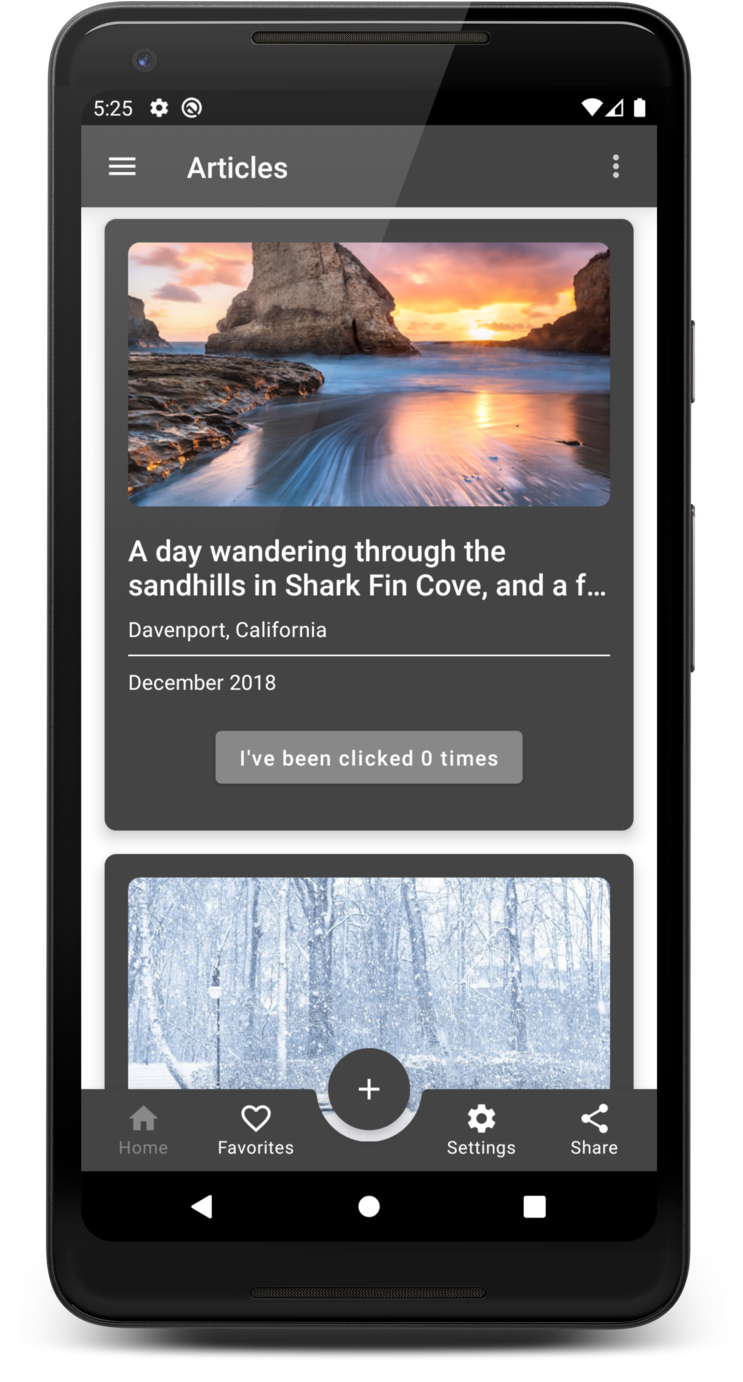 5:25
Articles
A day wandering through the
sandhills in Shark Fin Cove, and a f...
Davenport, California
December 2018
I've been clicked 0 times
Home
Favorites
Settings
Share